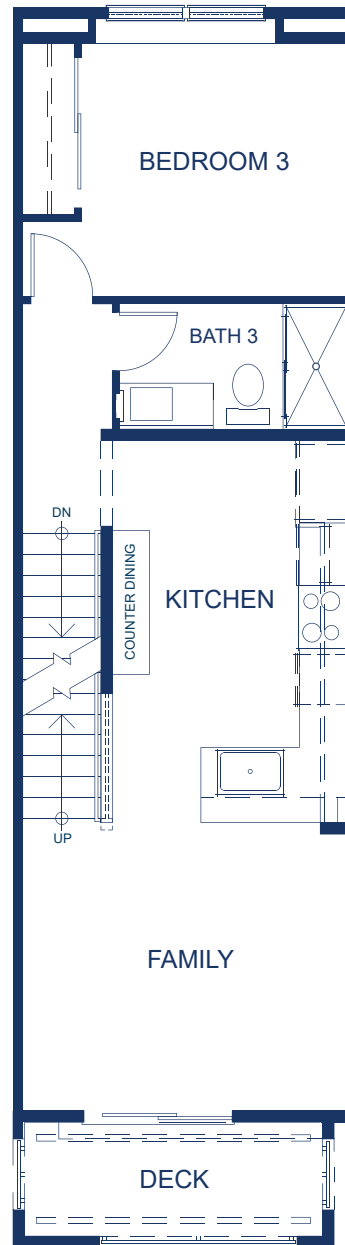 BEDROOM 3
BATH 3
DN
COUNTER DINING
KITCHEN
UP
FAMILY
DECK